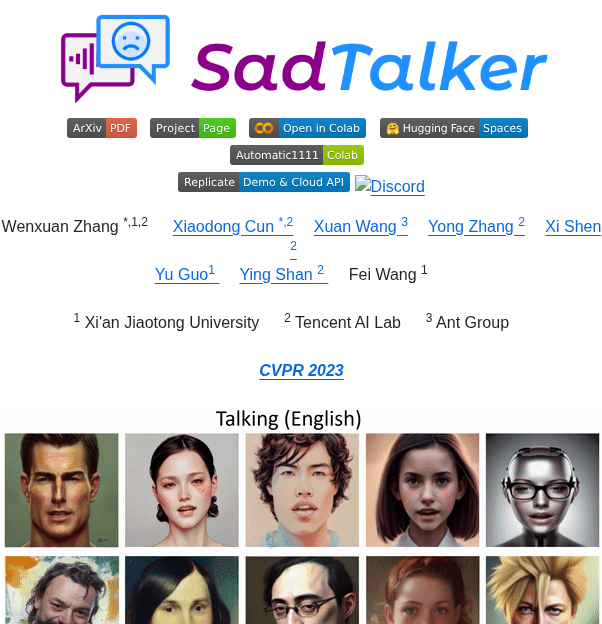 SadTalker
ArXiv PDF Project Page Open in Colab Hugging Face Spaces
Automatic1111 Colab
Replicate Demo & Cloud API Discord
Wenxuan Zhang *,1,2 Xiaodong Cun *,2 Xuan Wang 3 Yong Zhang 2 Xi Shen
2
Yu Guo1 Ying Shan 2 Fei Wang 1
1 Xi'an Jiaotong University 2 Tencent AI Lab 3 Ant Group
CVPR 2023
Talking (English)